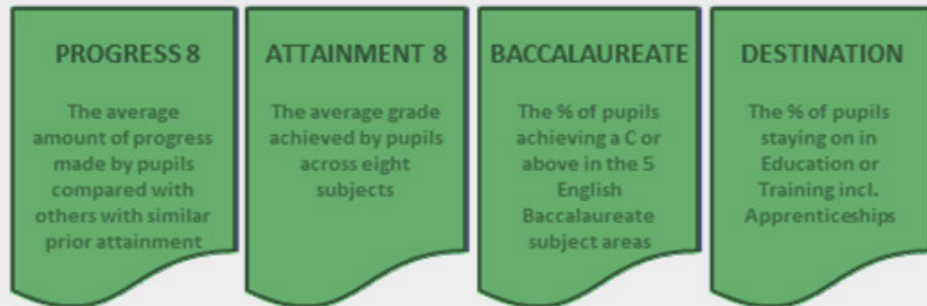 PROGRESS 8
The average
amount of progress
made by pupils
compared with
others with similar
prior attainment
ATTAINMENT 8
The average grade
achieved by pupils
across eight
subjects
BACCALAUREATE
The % of pupils
achieving a C or
above in the 5
English
Baccalaureate
subject areas
DESTINATION
The % of pupils
staying on in
Education or
Training incl.
Apprenticeships